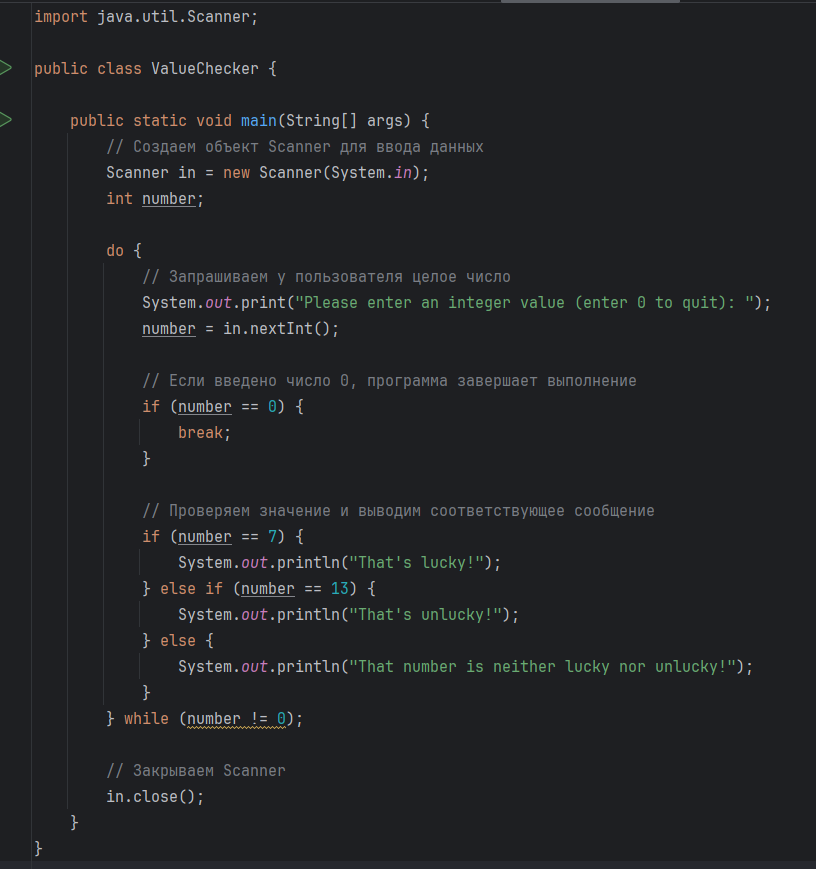 import java.util.Scanner;
public class ValueChecker {
public static void main(String[] args) {
// Создаем объект Scanner для ввода данных
Scanner in = new Scanner(System.in);
int number;
do {
// Запрашиваем у пользователя целое число
System.out.print("Please enter an integer value (enter 0 to quit): ");
number = in.nextInt();
// Если введено число 0, программа завершает выполнение
if (number == 0) {
break;
}
// Проверяем значение и выводим соответствующее сообщение
if (number == 7) {
System.out.println("That's lucky!");
} else if (number == 13) {
System.out.println("That's unlucky!");
} else {
System.out.println("That number is neither lucky nor unlucky!");
}
} while (number != 0);
// Закрываем Scanner
in.close();
}
}